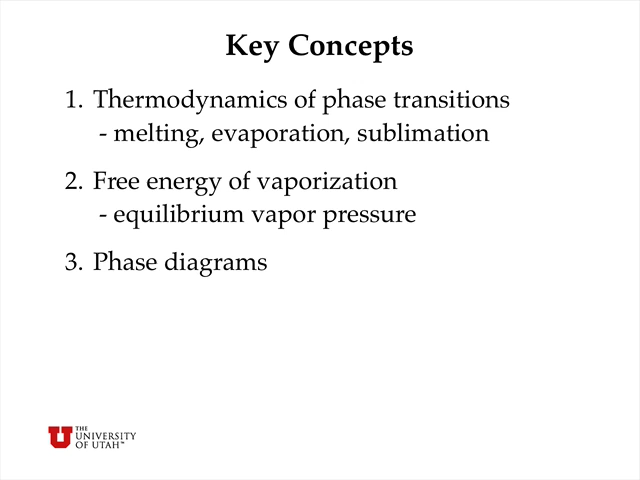 Key Concepts
1. Thermodynamics of phase transitions
- melting, evaporation, sublimation
2. Free energy of vaporization
- equilibrium vapor pressure
3. Phase diagrams
U
THE
UNIVERSITY
OF UTAH™